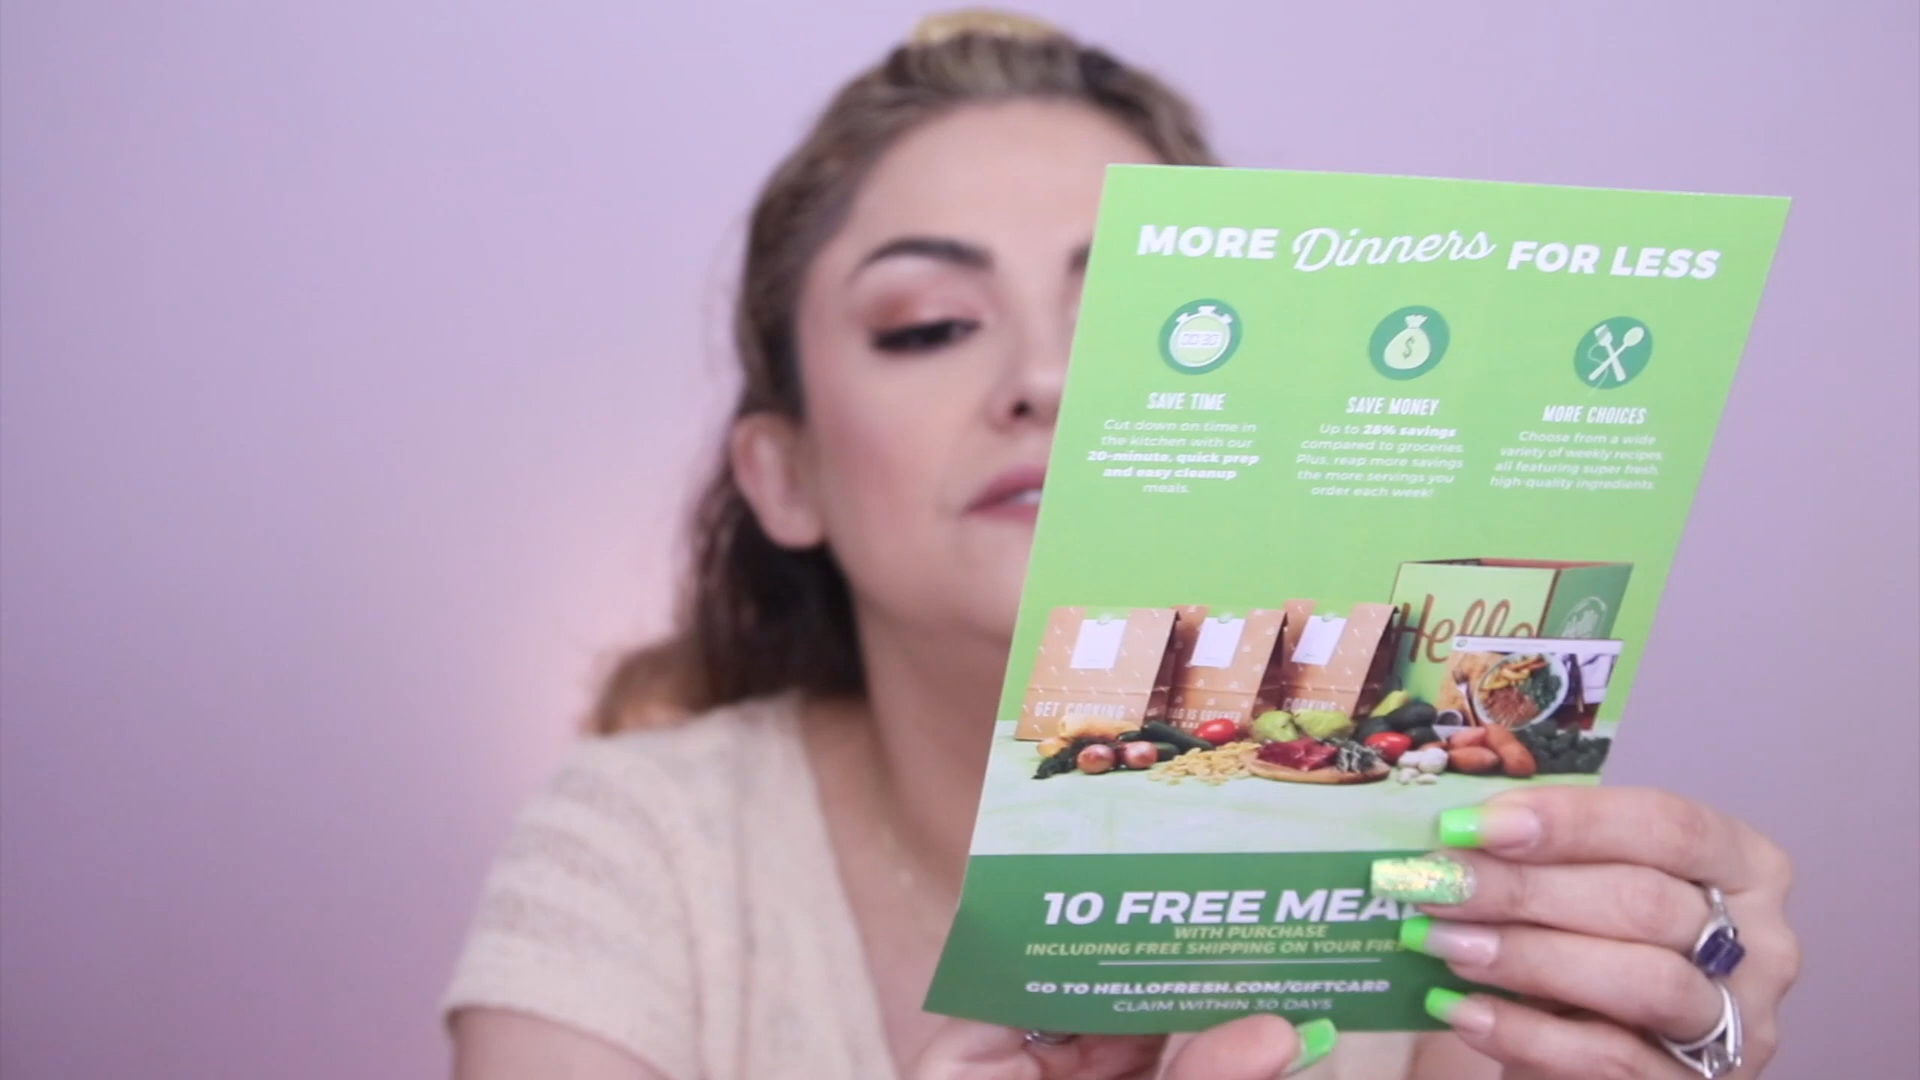 MORE Dinners FOR LESS
SAVE TIME
Cut down on time in
the kitchen with our
20-minute, quick prep
and easy cleanup
meals.
SAVE MONEY
Up to 28% savings
compared to groceries.
Plus, reap more savings
the more servings you
order each week!
MORE CHOICES
Choose from a wide
variety of weekly recipes,
all featuring super fresh,
high-quality ingredients.
Hello
GET COOKING
COOKING
10 FREE
WITH PURCHASE
INCLUDING FREE SHIPPING ON YOUR
GO TO HELLOFRESH.COM/GIFTCARD
CLAIM WITHIN 30 DAYS